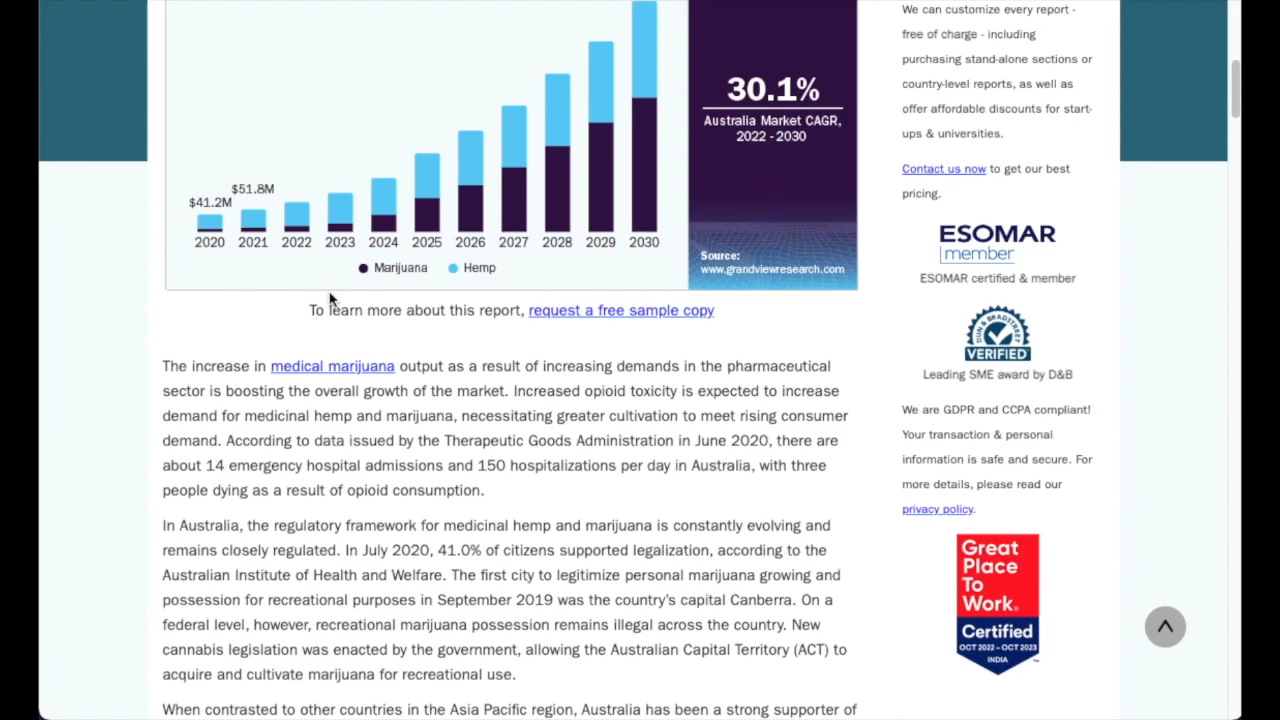 30.1%
Australia Market CAGR,
2022 - 2030
$41.2M
$51.8M
2020 2021 2022 2023 2024 2025 2026 2027 2028 2029 2030
Marijuana Hemp
Source:
www.grandviewresearch.com
To learn more about this report, request a free sample copy
The increase in medical marijuana output as a result of increasing demands in the pharmaceutical
sector is boosting the overall growth of the market. Increased opioid toxicity is expected to increase
demand for medicinal hemp and marijuana, necessitating greater cultivation to meet rising consumer
demand. According to data issued by the Therapeutic Goods Administration in June 2020, there are
about 14 emergency hospital admissions and 150 hospitalizations per day in Australia, with three
people dying as a result of opioid consumption.
In Australia, the regulatory framework for medicinal hemp and marijuana is constantly evolving and
remains closely regulated. In July 2020, 41.0% of citizens supported legalization, according to the
Australian Institute of Health and Welfare. The first city to legitimize personal marijuana growing and
possession for recreational purposes in September 2019 was the country's capital Canberra. On a
federal level, however, recreational marijuana possession remains illegal across the country. New
cannabis legislation was enacted by the government, allowing the Australian Capital Territory (ACT) to
acquire and cultivate marijuana for recreational use.
When contrasted to other countries in the Asia Pacific region, Australia has been a strong supporter of
We can customize every report -
free of charge - including
purchasing stand-alone sections or
country-level reports, as well as
offer affordable discounts for start-
ups & universities.
Contact us now to get our best
pricing.
ESOMAR
member
ESOMAR certified & member
DUN & BRADSTREET
VERIFIED
Leading SME award by D&B
We are GDPR and CCPA compliant!
Your transaction & personal
information is safe and secure. For
more details, please read our
privacy policy.
Great
Place
To
Work.
Certified
OCT 2022 – OCT 2023
INDIA